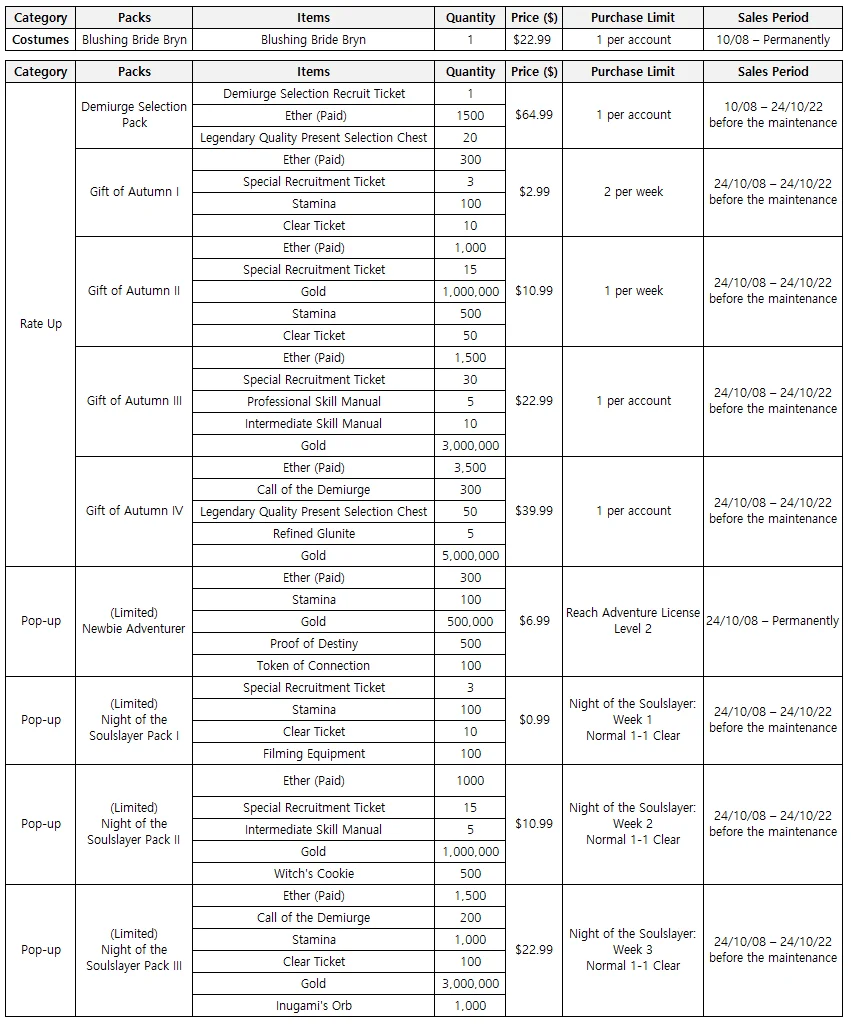 Category Packs Items Quantity Price ($) Purchase Limit Sales Period
Costumes Blushing Bride Bryn Blushing Bride Bryn 1 $22.99 1 per account 10/08 – Permanently
Category Packs Items Quantity Price ($) Purchase Limit Sales Period
Rate Up
Demiurge Selection
Pack
Demiurge Selection Recruit Ticket 1
Ether (Paid) 1500
Legendary Quality Present Selection Chest 20
$64.99
1 per account
10/08 – 24/10/22
before the maintenance
Gift of Autumn I
Ether (Paid) 300
Special Recruitment Ticket 3
Stamina 100
Clear Ticket 10
$2.99
2 per week
24/10/08 – 24/10/22
before the maintenance
Gift of Autumn II
Ether (Paid) 1,000
Special Recruitment Ticket 15
Gold 1,000,000
Stamina 500
Clear Ticket 50
$10.99
1 per week
24/10/08 – 24/10/22
before the maintenance
Gift of Autumn III
Ether (Paid) 1,500
Special Recruitment Ticket 30
Professional Skill Manual 5
Intermediate Skill Manual 10
Gold 3,000,000
$22.99
1 per account
24/10/08 – 24/10/22
before the maintenance
Gift of Autumn IV
Ether (Paid) 3,500
Call of the Demiurge 300
Legendary Quality Present Selection Chest 50
Refined Glunite 5
Gold 5,000,000
$39.99
1 per account
24/10/08 – 24/10/22
before the maintenance
Pop-up
(Limited)
Newbie Adventurer
Ether (Paid) 300
Stamina 100
Gold 500,000
Proof of Destiny 500
Token of Connection 100
$6.99
Reach Adventure License
Level 2
24/10/08 – Permanently
Pop-up
(Limited)
Night of the
Soulslayer Pack I
Special Recruitment Ticket 3
Stamina 100
Clear Ticket 10
Filming Equipment 100
$0.99
Night of the Soulslayer:
Week 1
Normal 1-1 Clear
24/10/08 – 24/10/22
before the maintenance
Pop-up
(Limited)
Night of the
Soulslayer Pack II
Ether (Paid) 1000
Special Recruitment Ticket 15
Intermediate Skill Manual 5
Gold 1,000,000
Witch's Cookie 500
$10.99
Night of the Soulslayer:
Week 2
Normal 1-1 Clear
24/10/08 – 24/10/22
before the maintenance
Pop-up
(Limited)
Night of the
Soulslayer Pack III
Ether (Paid) 1,500
Call of the Demiurge 200
Stamina 1,000
Clear Ticket 100
Gold 3,000,000
Inugami's Orb 1,000
$22.99
Night of the Soulslayer:
Week 3
Normal 1-1 Clear
24/10/08 – 24/10/22
before the maintenance